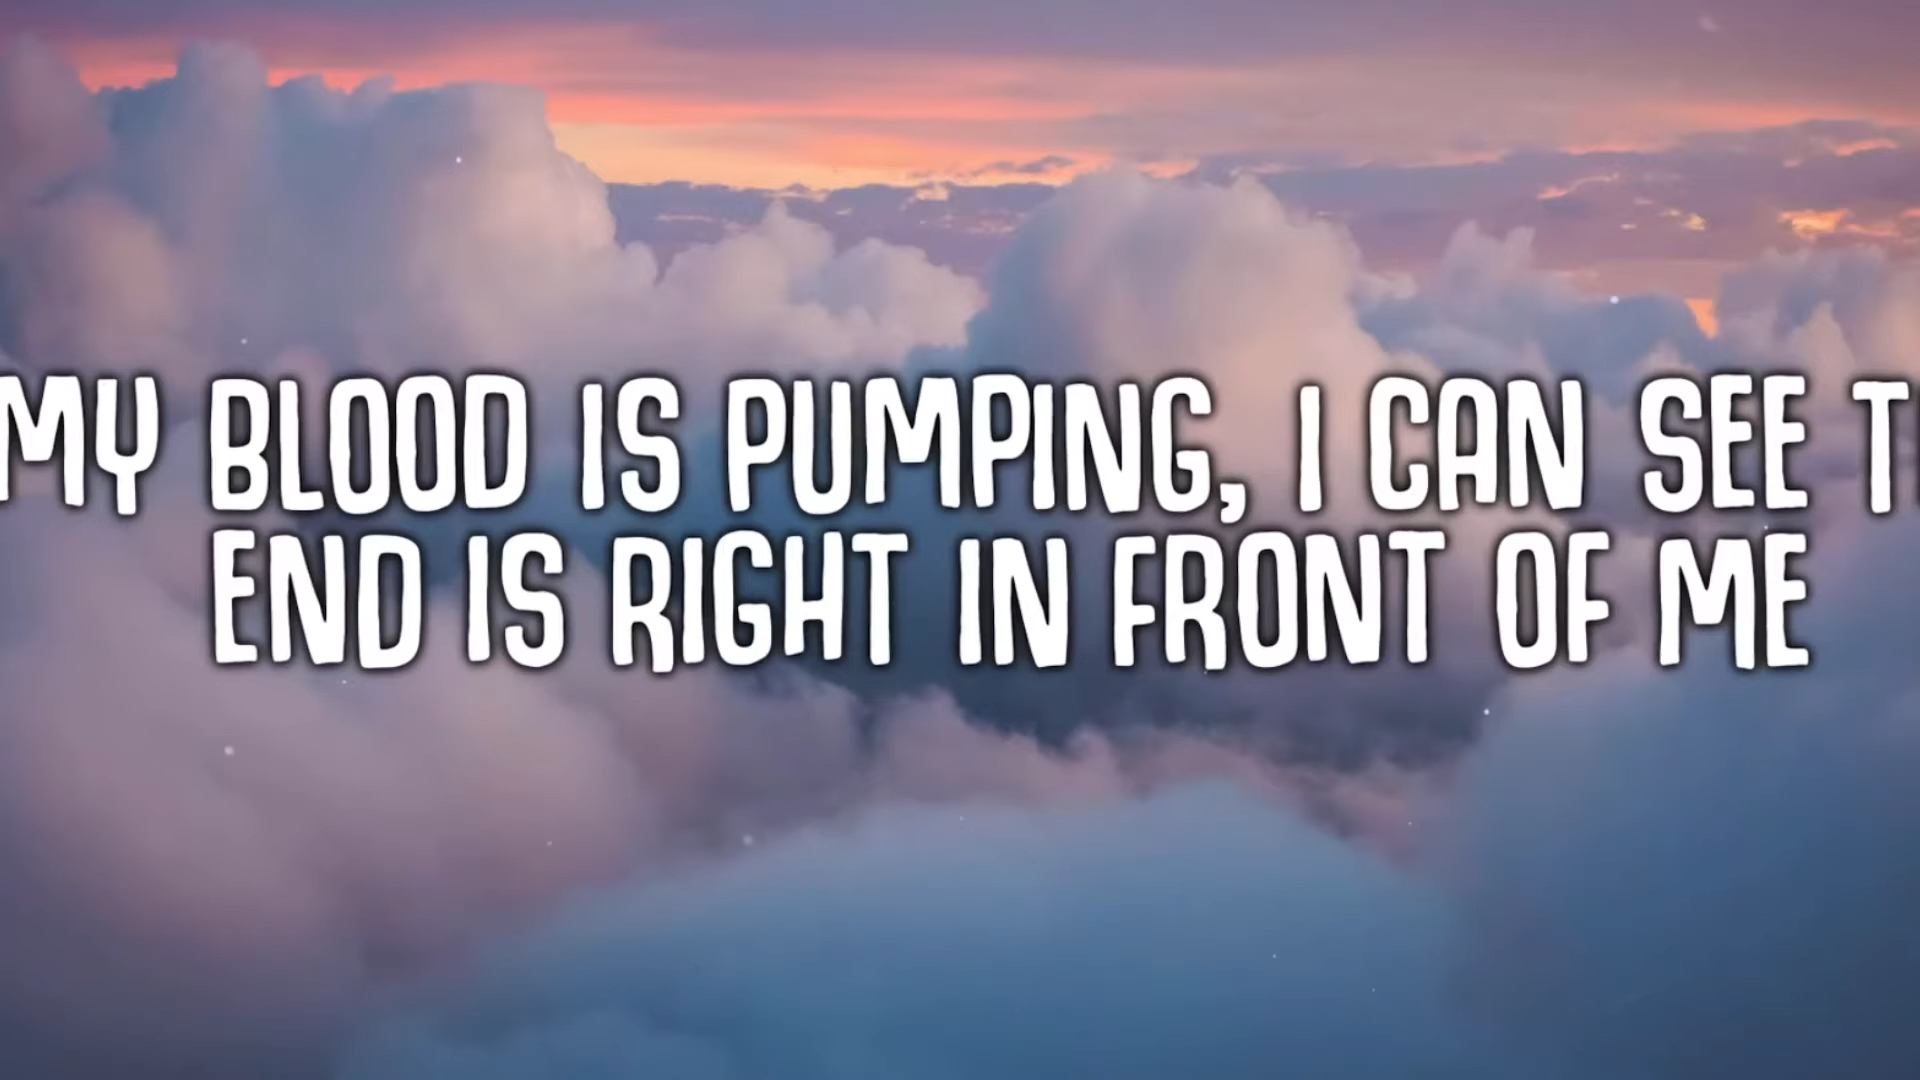 MY BLOOD IS PUMPING, I CAN SEE
END IS RIGHT IN FRONT OF ME